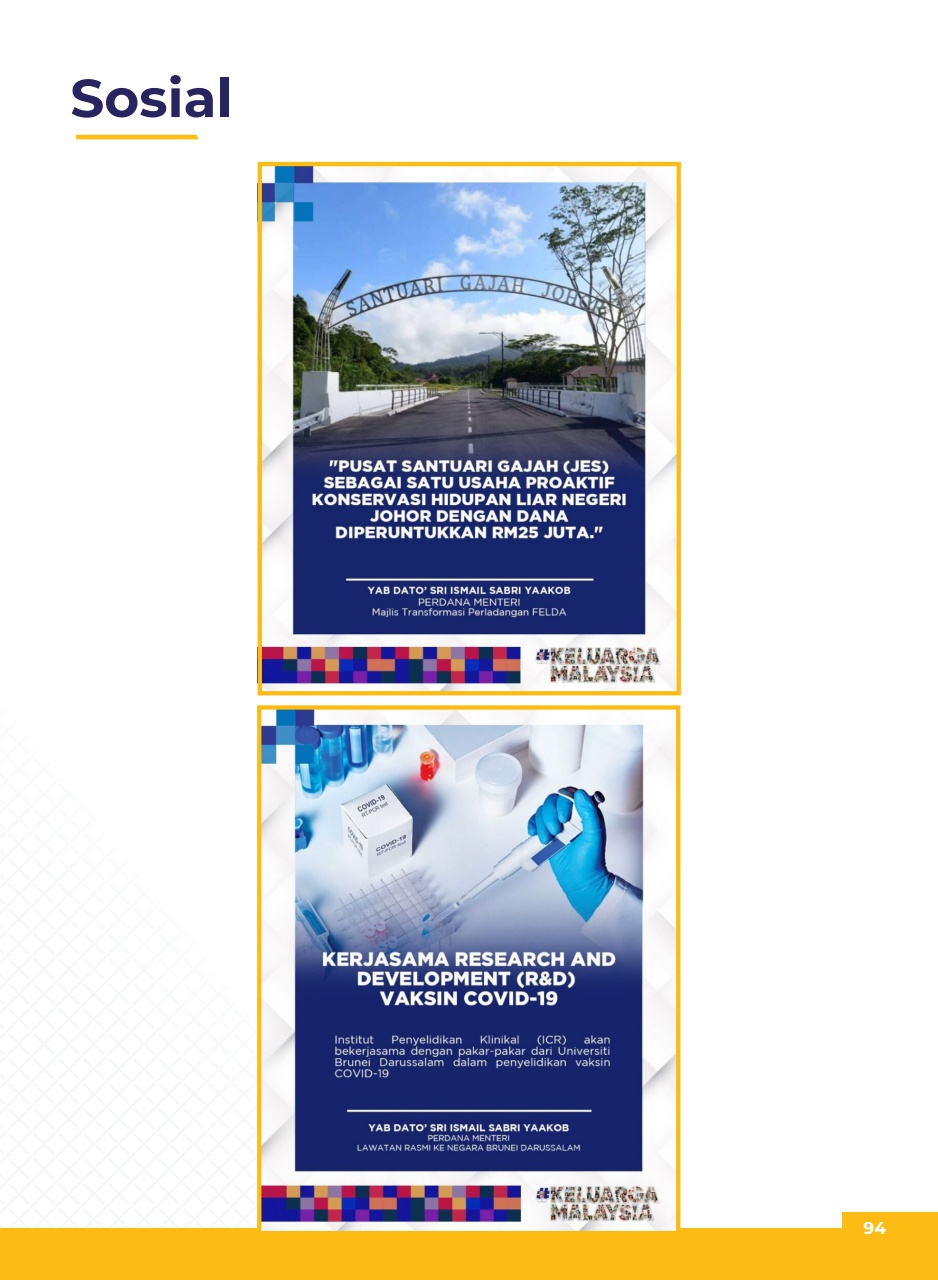 Sosial
SANTUARI GAJAH JOHOR
"PUSAT SANTUARI GAJAH (JES)
SEBAGAI SATU USAHA PROAKTIF
KONSERVASI HIDUPAN LIAR NEGERI
JOHOR DENGAN DANA
DIPERUNTUKKAN RM25 JUTA."
YAB DATO' SRI ISMAIL SABRI YAAKOB
PERDANA MENTERI
Majlis Transformasi Perladangan FELDA
#KELUARGA
MALAYSIA
COVID-19
RT-PCR test
COVID-19
COVID-19
RT-PCR test
KERJASAMA RESEARCH AND
DEVELOPMENT (R&D)
VAKSIN COVID-19
Institut Penyelidikan Klinikal (ICR) akan
bekerjasama dengan pakar-pakar dari Universiti
Brunei Darussalam dalam penyelidikan vaksin
COVID-19
YAB DATO' SRI ISMAIL SABRI YAAKOB
PERDANA MENTERI
LAWATAN RASMI KE NEGARA BRUNEI DARUSSALAM
#KELUARGA
MALAYSIA
94